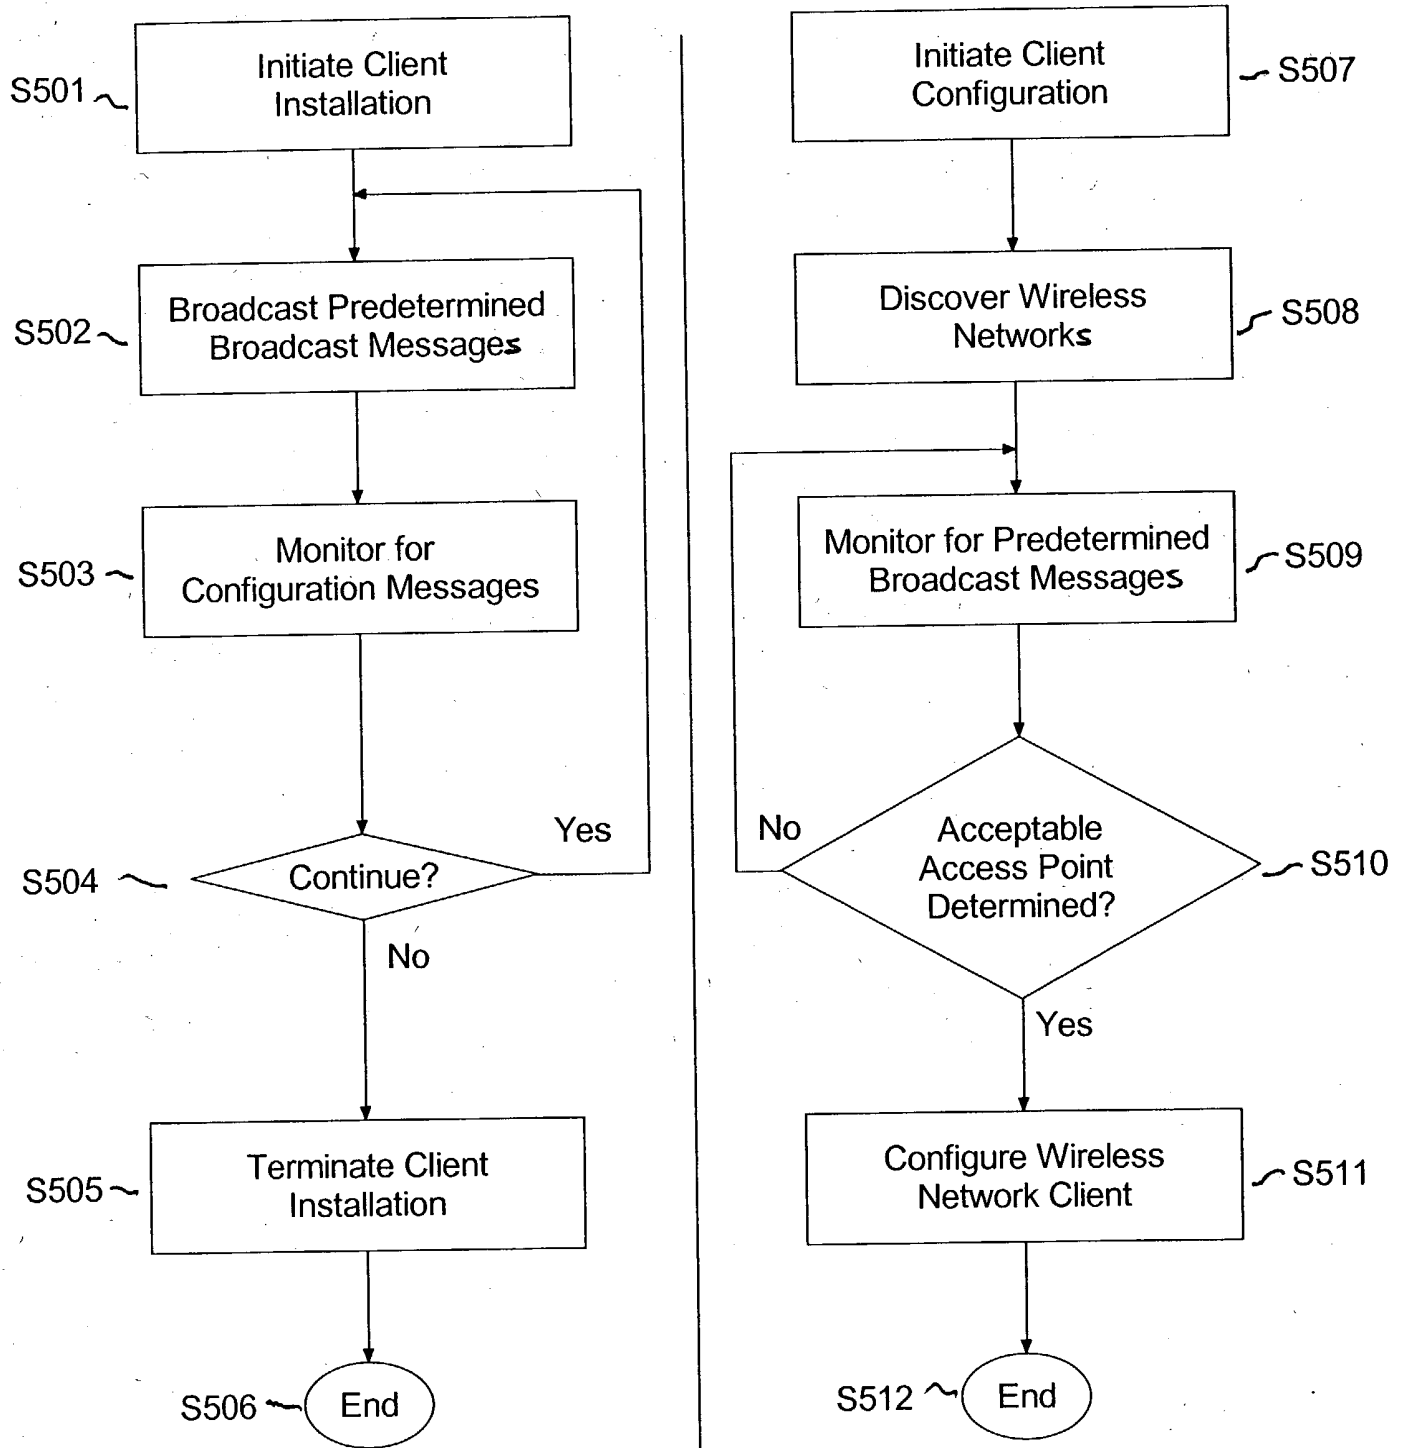 S501
Initiate Client
Installation
S502
Broadcast Predetermined
Broadcast Messages
S503
Monitor for
Configuration Messages
S504
Continue?
Yes
No
S505
Terminate Client
Installation
S506
End
Initiate Client
Configuration
S507
Discover Wireless
Networks
S508
Monitor for Predetermined
Broadcast Messages
S509
No
Acceptable
Access Point
Determined?
S510
Yes
Configure Wireless
Network Client
S511
S512
End